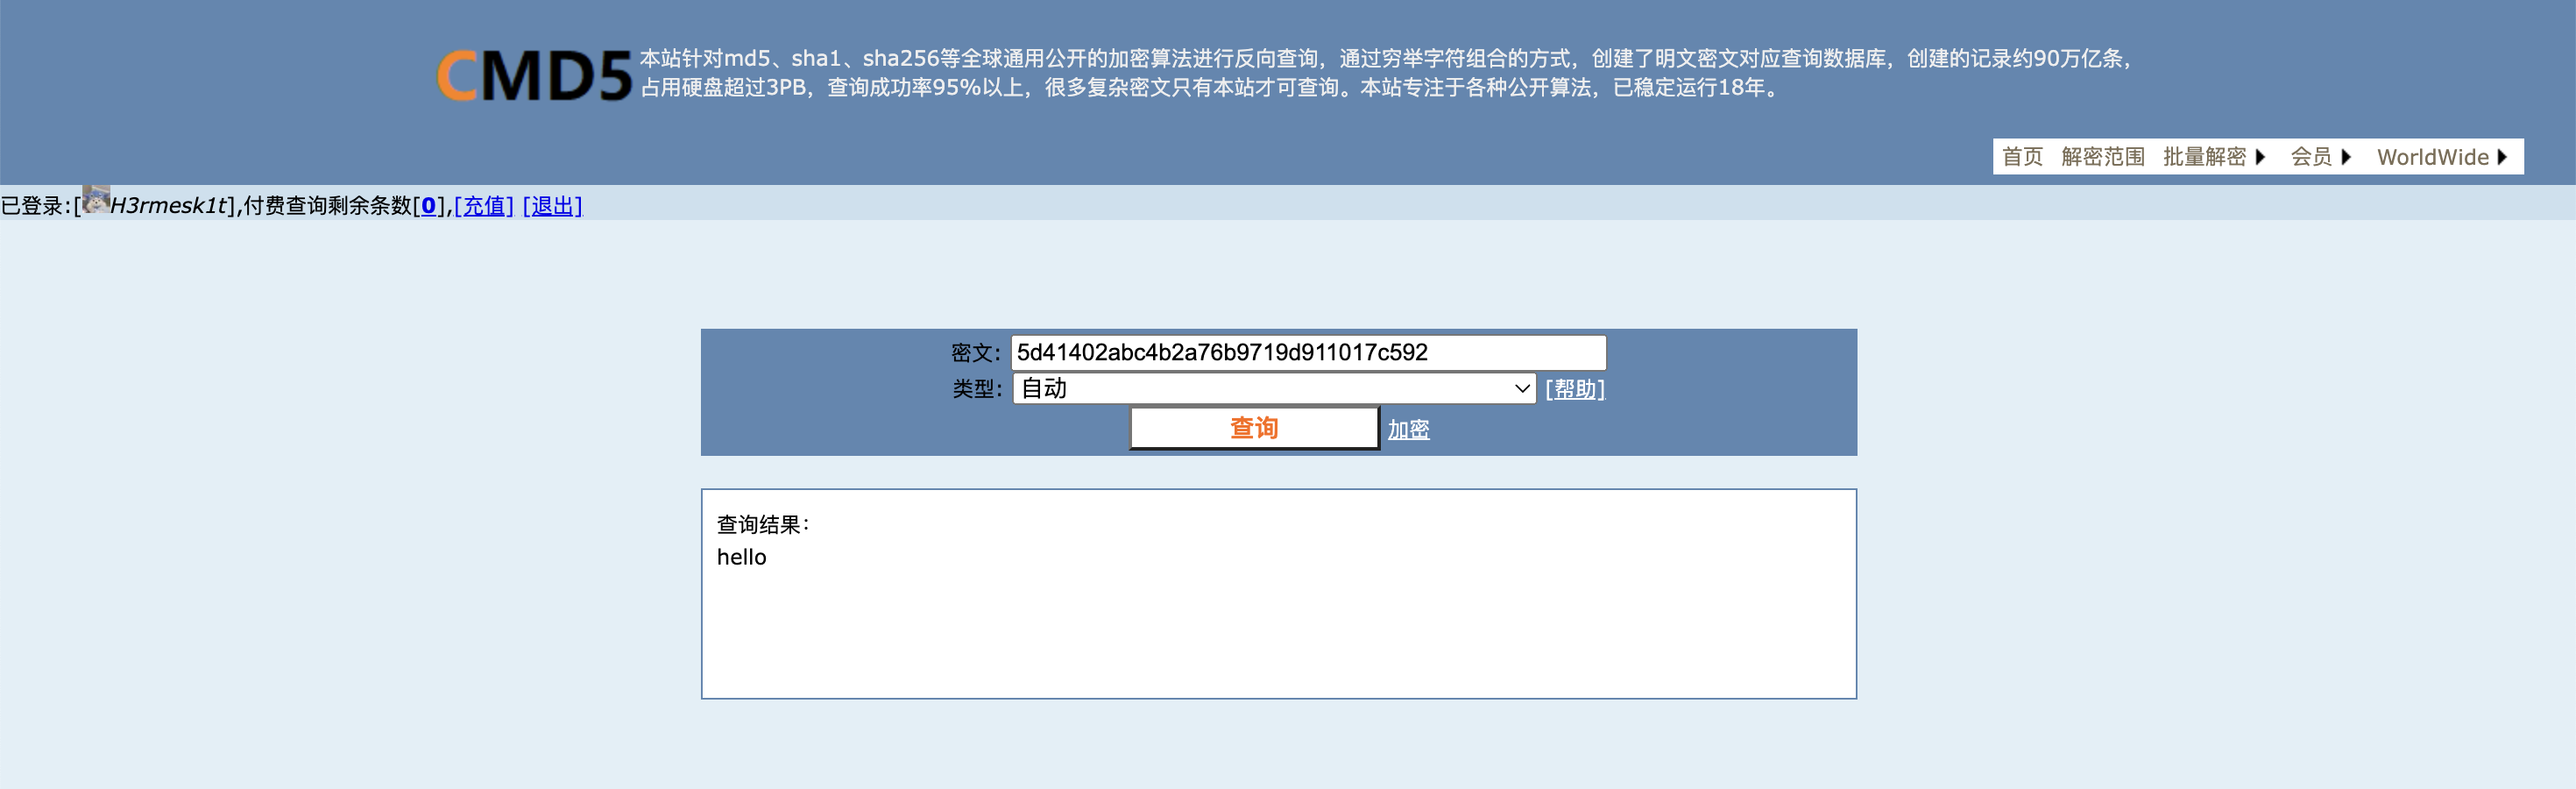 CMD5
本站针对md5、sha1、sha256等全球通用公开的加密算法进行反向查询，通过穷举字符组合的方式，创建了明文密文对应查询数据库，创建的记录约90万亿条，
占用硬盘超过3PB，查询成功率95%以上，很多复杂密文只有本站才可查询。本站专注于各种公开算法，已稳定运行18年。
首页 解密范围 批量解密 会员 WorldWide
已登录:[H3rmesk1t],付费查询剩余条数[0],[充值] [退出]
密文： 5d41402abc4b2a76b9719d911017c592
类型： 自动 [帮助]
查询 加密
查询结果：
hello